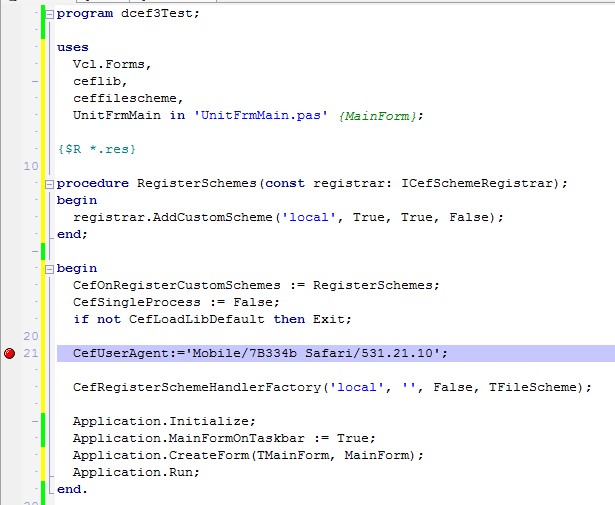 program dcef3Test;
uses
Vcl.Forms,
ceflib,
ceffilescheme,
UnitFrmMain in 'UnitFrmMain.pas' {MainForm};
{$R *.res}
10
procedure RegisterSchemes(const registrar: ICefSchemeRegistrar);
begin
registrar.AddCustomScheme('local', True, True, False);
end;
begin
CefOnRegisterCustomSchemes := RegisterSchemes;
CefSingleProcess := False;
if not CefLoadLibDefault then Exit;
20
21 CefUserAgent:='Mobile/7B334b Safari/531.21.10';
CefRegisterSchemeHandlerFactory('local', '', False, TFileScheme);
Application.Initialize;
Application.MainFormOnTaskbar := True;
Application.CreateForm(TMainForm, MainForm);
Application.Run;
end.